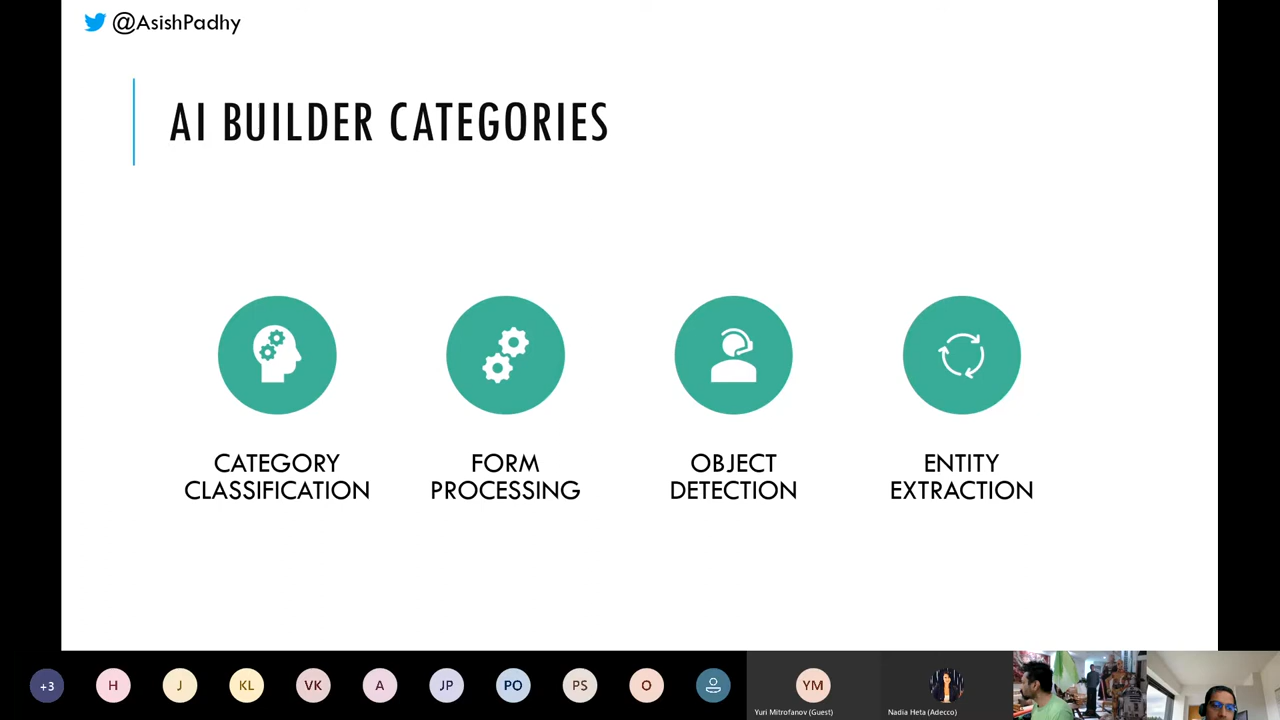 @AsishPadhy
AI BUILDER CATEGORIES
CATEGORY
CLASSIFICATION
FORM
PROCESSING
OBJECT
DETECTION
ENTITY
EXTRACTION
+3
H
J
KL
VK
A
JP
PO
PS
O
YM
Yuri Mitrofanov (Guest)
Nadia Heta (Adecco)